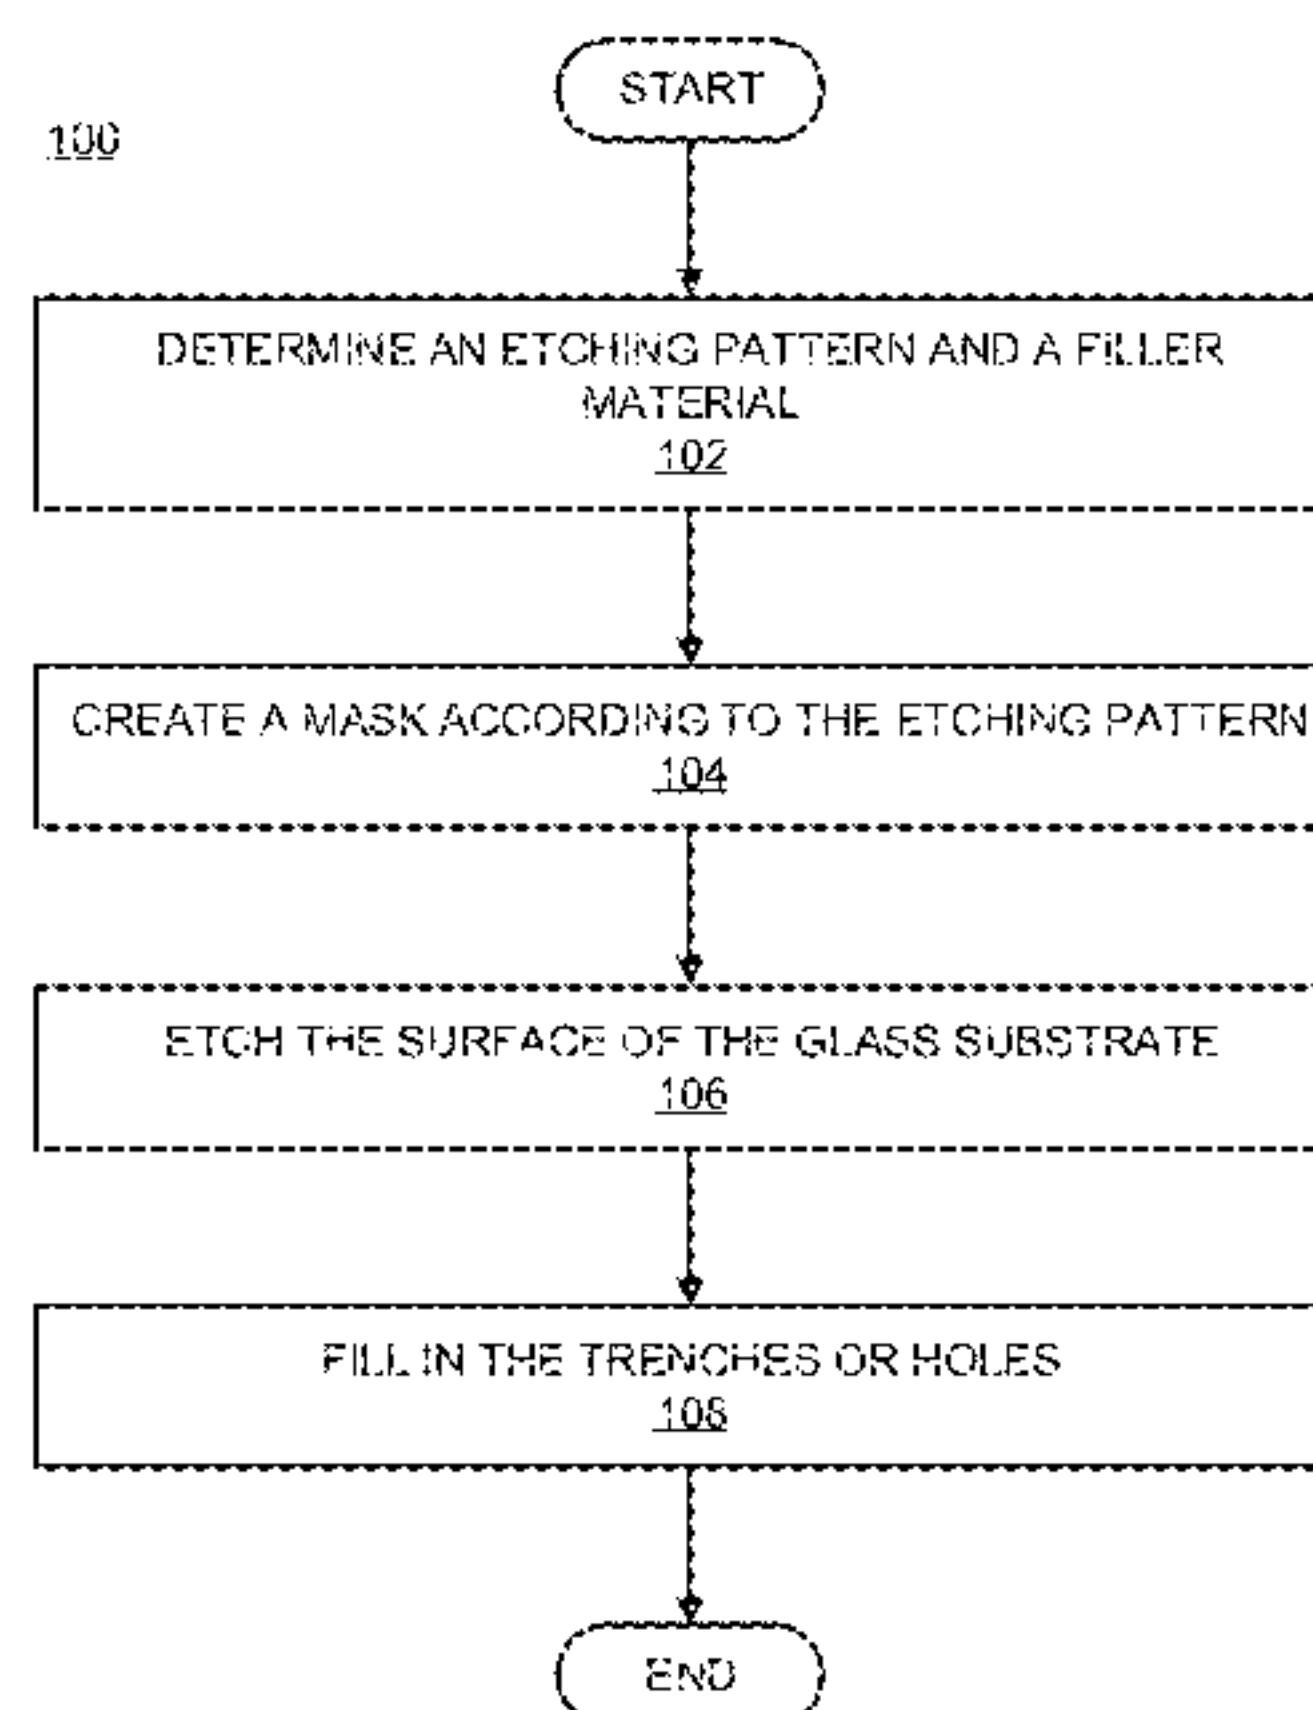 START
100
DETERMINE AN ETCHING PATTERN AND A FILLER
MATERIAL
102
CREATE A MASK ACCORDING TO THE ETCHING PATTERN
104
ETCH THE SURFACE OF THE GLASS SUBSTRATE
106
FILL IN THE TRENCHES OR HOLES
108
END